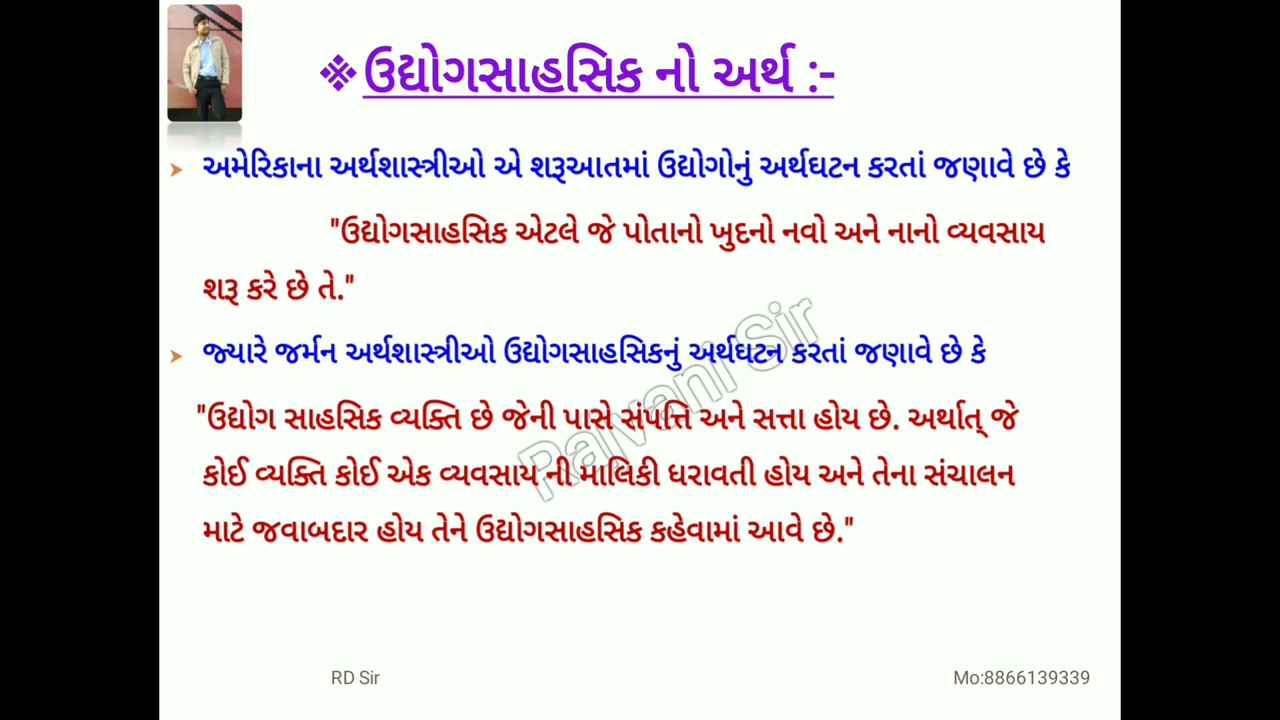 ❖ ઉદ્યોગસાહસિક નો અર્થ :-
➤ અમેરિકાના અર્થશાસ્ત્રીઓ એ શરૂઆતમાં ઉદ્યોગોનું અર્થઘટન કરતાં જણાવે છે કે
"ઉદ્યોગસાહસિક એટલે જે પોતાનો ખુદનો નવો અને નાનો વ્યવસાય
શરૂ કરે છે તે."
➤ જ્યારે જર્મન અર્થશાસ્ત્રીઓ ઉદ્યોગસાહસિકનું અર્થઘટન કરતાં જણાવે છે કે
"ઉદ્યોગ સાહસિક વ્યક્તિ છે જેની પાસે સંપત્તિ અને સત્તા હોય છે. અર્થાત્ જે
કોઈ વ્યક્તિ કોઈ એક વ્યવસાય ની માલિકી ધરાવતી હોય અને તેના સંચાલન
માટે જવાબદાર હોય તેને ઉદ્યોગસાહસિક કહેવામાં આવે છે."
Rajvani Sir
RD Sir
Mo:8866139339